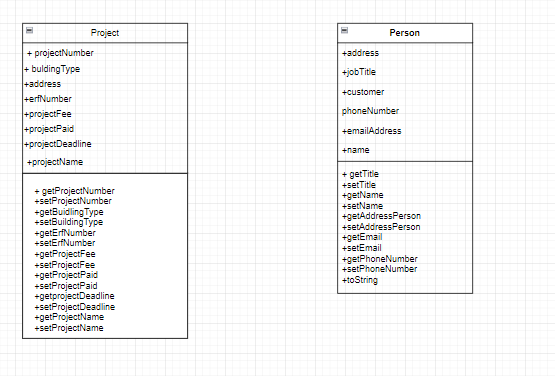 Project
+ projectNumber
+ buldingType
+address
+erfNumber
+projectFee
+projectPaid
+projectDeadline
+projectName
+ getProjectNumber
+setProjectNumber
+getBuidlingType
+setBuildingType
+getErfNumber
+setErfNumber
+getProjectFee
+setProjectFee
+getProjectPaid
+setProjectPaid
+getprojectDeadline
+setProjectDeadline
+getProjectName
+setProjectName
Person
+address
+jobTitle
+customer
phoneNumber
+emailAddress
+name
+ getTitle
+setTitle
+getName
+setName
+getAddressPerson
+setAddressPerson
+getEmail
+setEmail
+getPhoneNumber
+setPhoneNumber
+toString